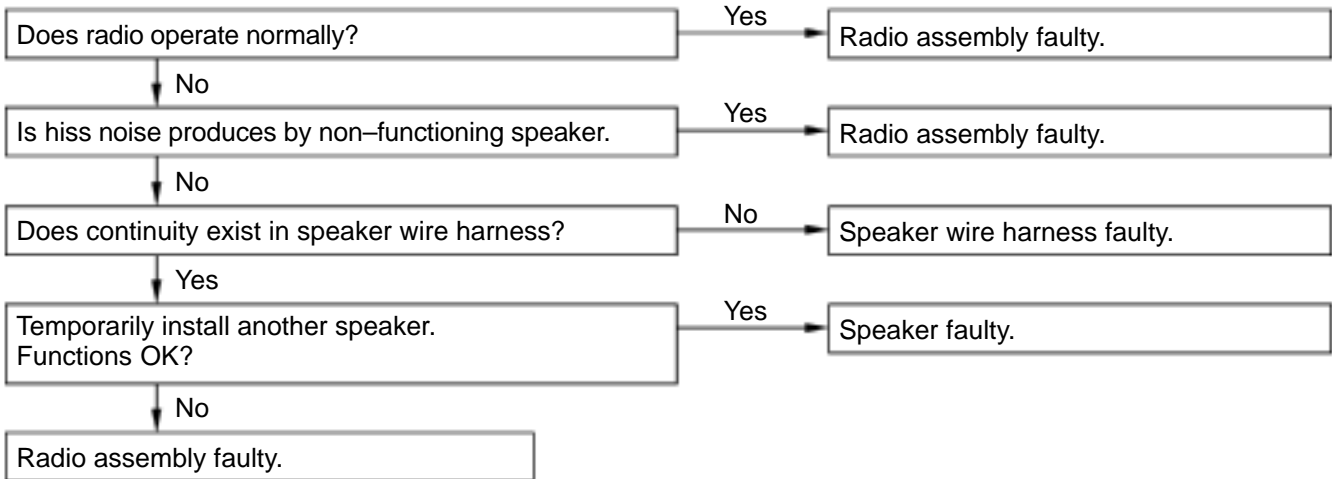 Does radio operate normally?
Yes
Radio assembly faulty.
No
Is hiss noise produces by non–functioning speaker.
Yes
Radio assembly faulty.
No
Does continuity exist in speaker wire harness?
No
Speaker wire harness faulty.
Yes
Temporarily install another speaker.
Functions OK?
Yes
Speaker faulty.
No
Radio assembly faulty.